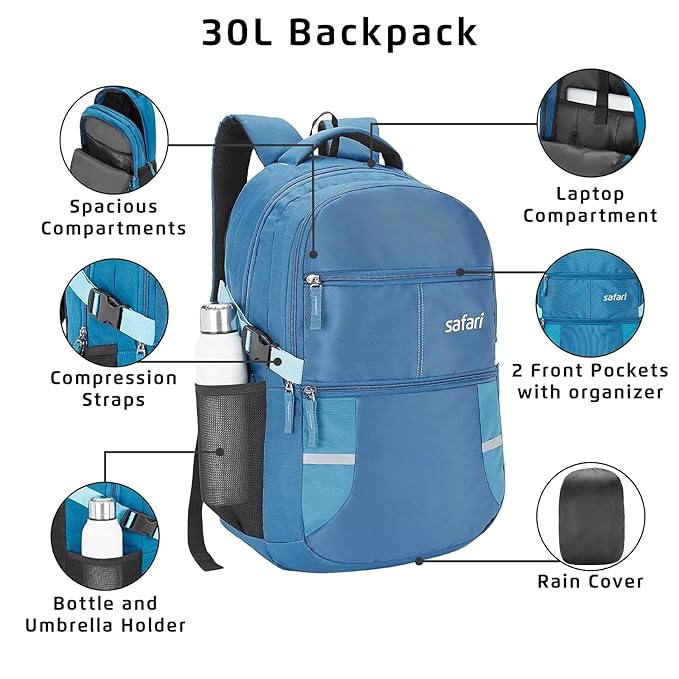 30L Backpack
Spacious
Compartments
Laptop
Compartment
safari
safari
Compression
Straps
2 Front Pockets
with organizer
Rain Cover
Bottle and
Umbrella Holder